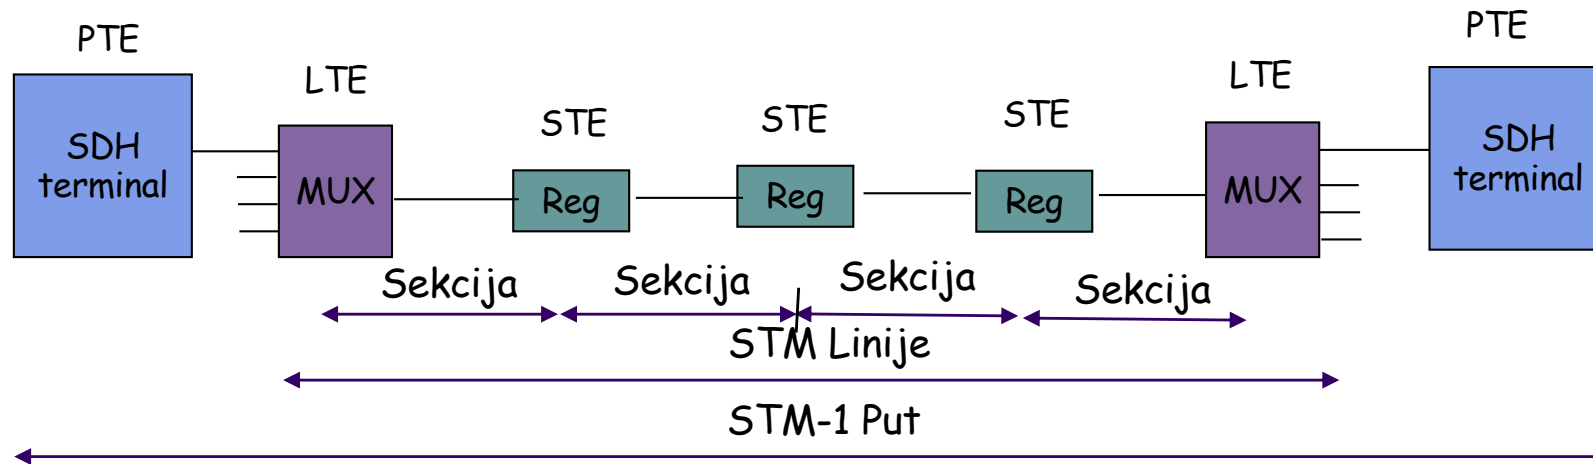 PTE
PTE
LTE
LTE
STE
STE
STE
SDH
terminal
MUX
Reg
Reg
Reg
MUX
SDH
terminal
Sekcija
Sekcija
Sekcija
Sekcija
STM Linije
STM-1 Put